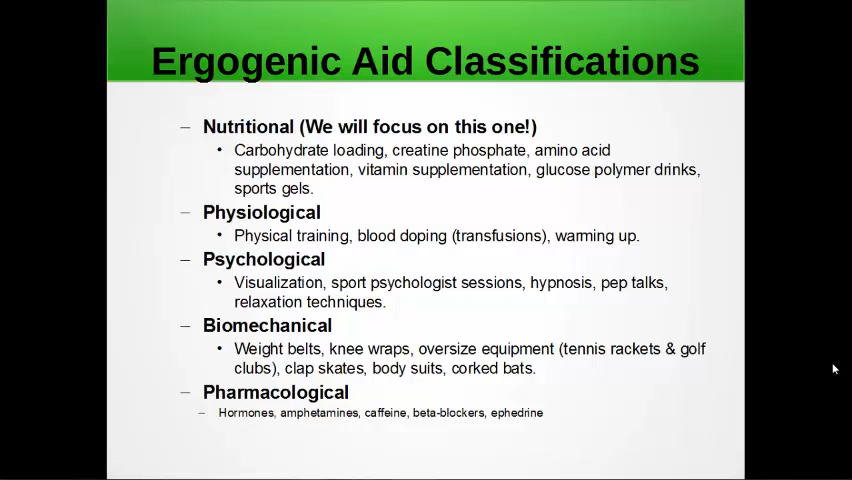 Ergogenic Aid Classifications
– Nutritional (We will focus on this one!)
• Carbohydrate loading, creatine phosphate, amino acid
supplementation, vitamin supplementation, glucose polymer drinks,
sports gels.
– Physiological
• Physical training, blood doping (transfusions), warming up.
– Psychological
• Visualization, sport psychologist sessions, hypnosis, pep talks,
relaxation techniques.
– Biomechanical
• Weight belts, knee wraps, oversize equipment (tennis rackets & golf
clubs), clap skates, body suits, corked bats.
– Pharmacological
– Hormones, amphetamines, caffeine, beta-blockers, ephedrine